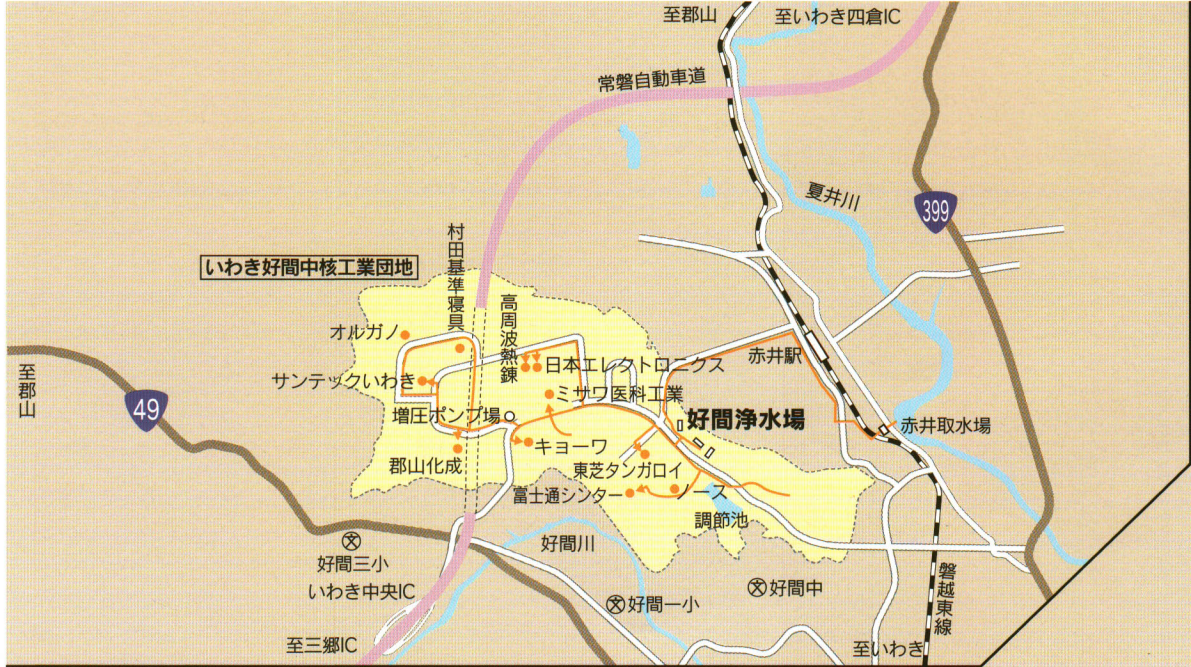 至郡山
至いわき四倉IC
常磐自動車道
夏井川
399
村田基準寝具
いわき好間中核工業団地
高周波熱錬
オルガノ
日本エレクトロニクス
赤井駅
至郡山
サンテックいわき
ミサワ医科工業
49
増圧ポンプ場
好間浄水場
赤井取水場
キョーワ
郡山化成
東芝タンガロイ
富士通シンター
ノース
調節池
好間川
文
好間三小
いわき中央IC
文好間一小
文好間中
磐越東線
至三郷IC
至いわき